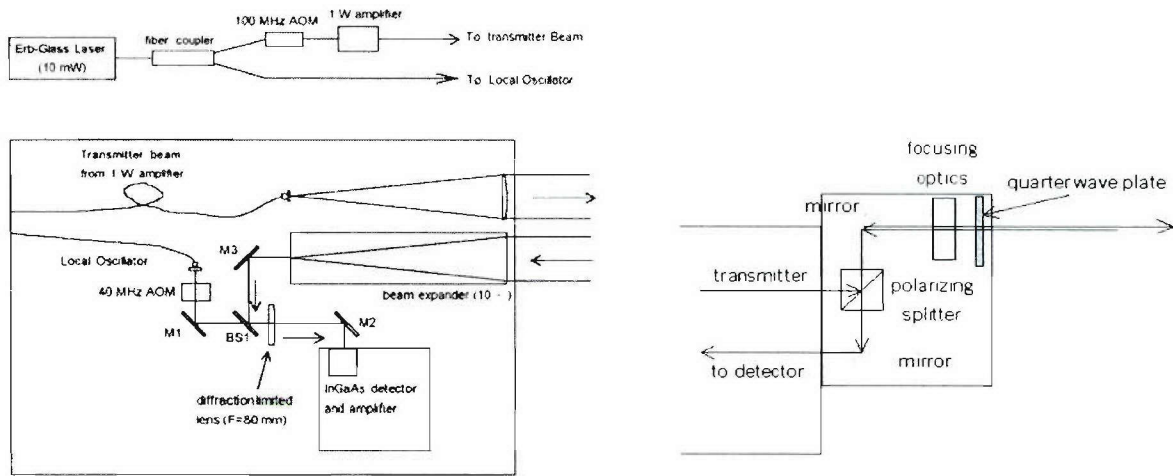 1 W amplifier
100 MHz AOM
fiber coupler
Erb-Glass Laser
(10 mW)
To transmitter Beam
To Local Oscillator
Transmitter beam
from 1 W amplifier
Local Oscillator
M3
40 MHz AOM
beam expander (10
M1
BS1
M2
diffraction limited
lens (F=80 mm)
InGaAs detector
and amplifier
focusing
optics
quarter wave plate
mirror
transmitter
polarizing
splitter
to detector
mirror